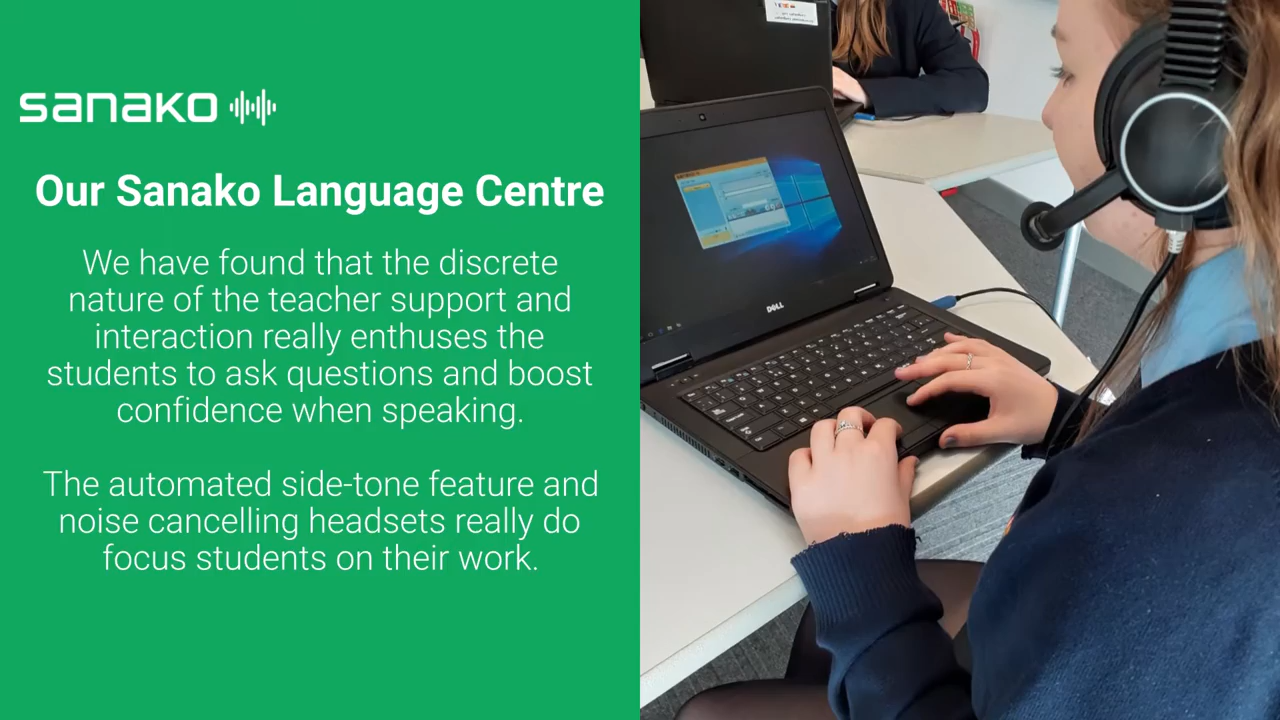 sanako
Our Sanako Language Centre
We have found that the discrete
nature of the teacher support and
interaction really enthuses the
students to ask questions and boost
confidence when speaking.
The automated side-tone feature and
noise cancelling headsets really do
focus students on their work.
DELL